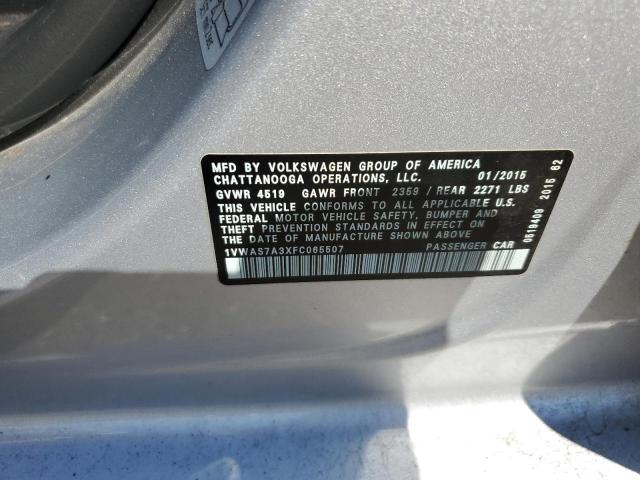 MFD BY VOLKSWAGEN GROUP OF AMERICA
CHATTANOOGA OPERATIONS, LLC. 01/2015
GVWR 4519 GAWR FRONT 2359 / REAR 2271 LBS
THIS VEHICLE CONFORMS TO ALL APPLICABLE U.S.
FEDERAL MOTOR VEHICLE SAFETY, BUMPER AND
THEFT PREVENTION STANDARDS IN EFFECT ON
THE DATE OF MANUFACTURE SHOWN ABOVE.
1VWAS7A3XFC065507 PASSENGER CAR
0519409 2015 62